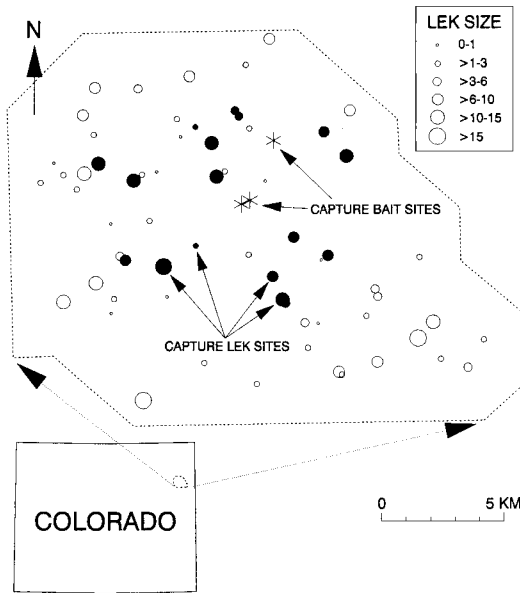 N
LEK SIZE
0-1
>1-3
>3-6
>6-10
>10-15
>15
CAPTURE BAIT SITES
CAPTURE LEK SITES
COLORADO
0 5 KM